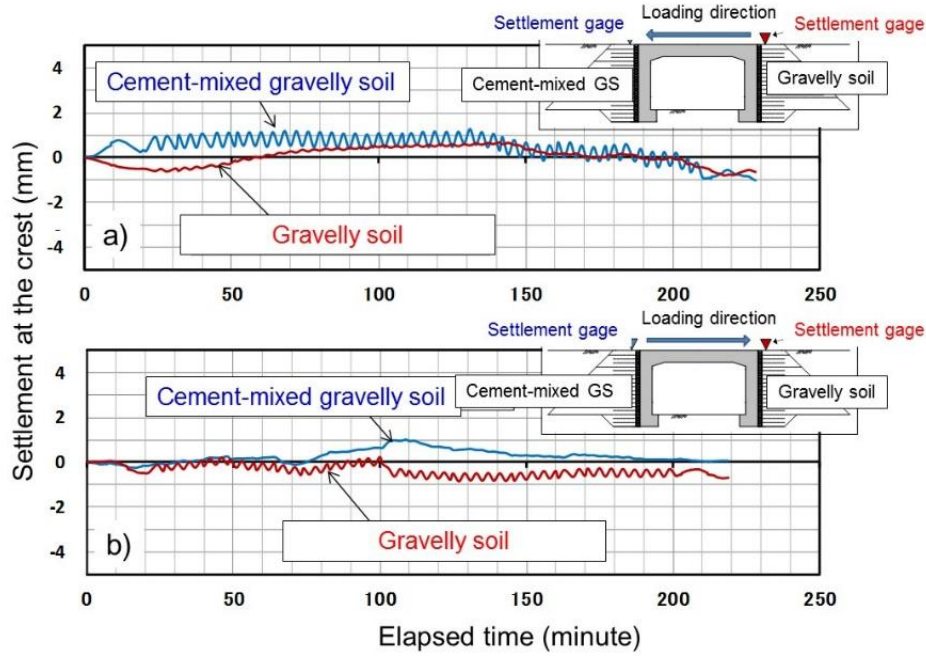 Settlement gage
Loading direction
Settlement gage
Cement-mixed gravelly soil
Cement-mixed GS
Gravelly soil
4
2
0
-2
-4
Gravelly soil
a)
0
50
100
150
200
250
Settlement at the crest (mm)
Settlement gage
Loading direction
Settlement gage
Cement-mixed gravelly soil
Cement-mixed GS
Gravelly soil
4
2
0
-2
-4
Gravelly soil
b)
0
50
100
150
200
250
Elapsed time (minute)